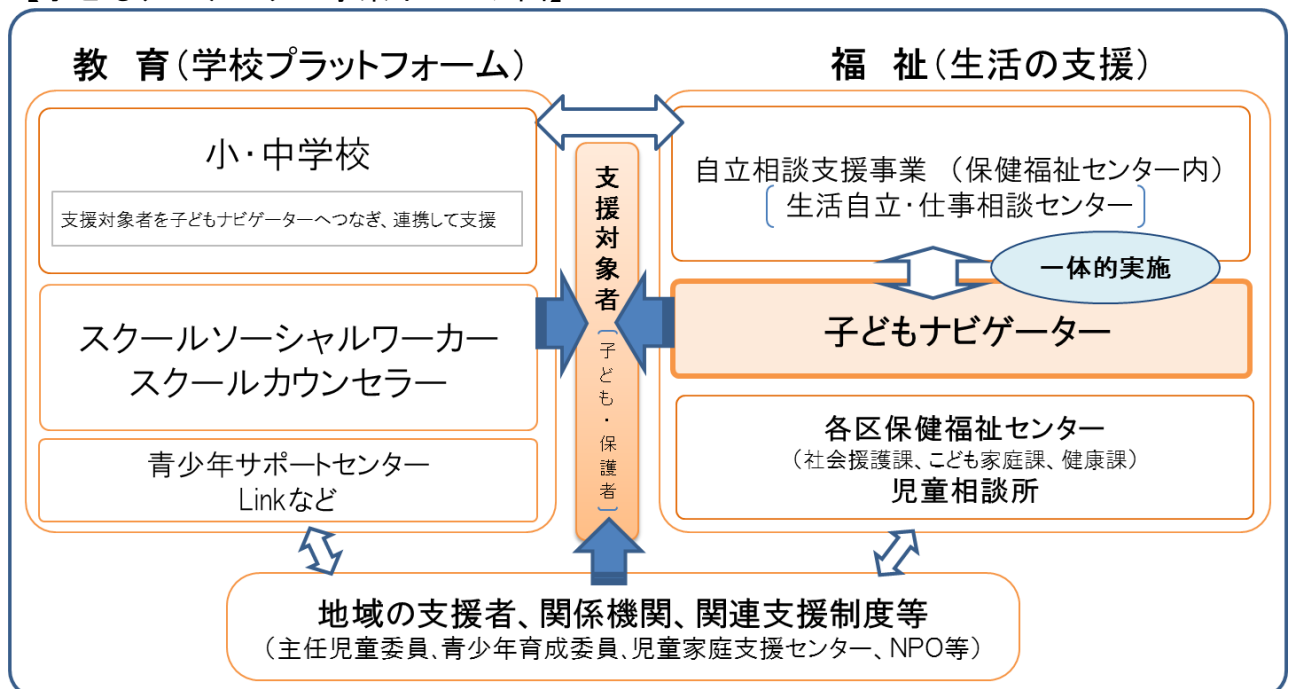 教　育(学校プラットフォーム)
小・中学校
支援対象者を子どもナビゲーターへつなぎ、連携して支援
スクールソーシャルワーカー
スクールカウンセラー
青少年サポートセンター
Linkなど
支援対象者〔子ども・保護者〕
福　祉(生活の支援)
自立相談支援事業　（保健福祉センター内）
〔生活自立・仕事相談センター〕
一体的実施
子どもナビゲーター
各区保健福祉センター
（社会援護課、こども家庭課、健康課）
児童相談所
地域の支援者、関係機関、関連支援制度等
（主任児童委員、青少年育成委員、児童家庭支援センター、NPO等）